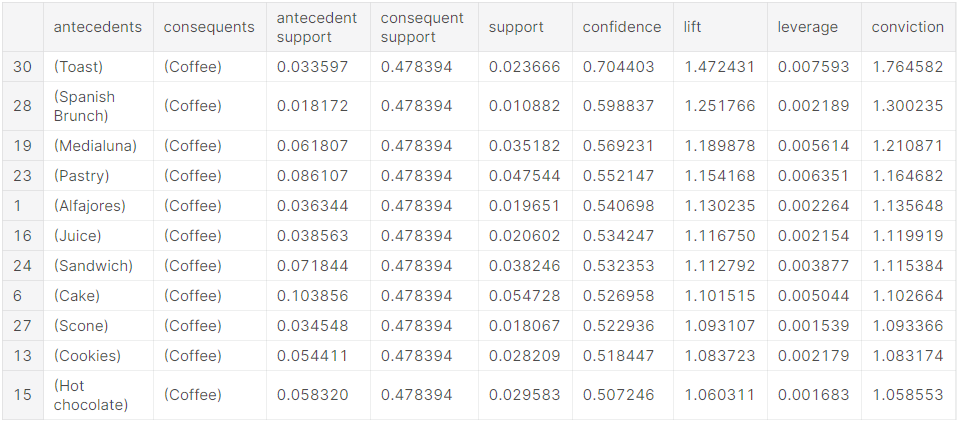 antecedents consequents antecedent support consequent support support confidence lift leverage conviction
30 (Toast) (Coffee) 0.033597 0.478394 0.023666 0.704403 1.472431 0.007593 1.764582
28 (Spanish Brunch) (Coffee) 0.018172 0.478394 0.010882 0.598837 1.251766 0.002189 1.300235
19 (Medialuna) (Coffee) 0.061807 0.478394 0.035182 0.569231 1.189878 0.005614 1.210871
23 (Pastry) (Coffee) 0.086107 0.478394 0.047544 0.552147 1.154168 0.006351 1.164682
1 (Alfajores) (Coffee) 0.036344 0.478394 0.019651 0.540698 1.130235 0.002264 1.135648
16 (Juice) (Coffee) 0.038563 0.478394 0.020602 0.534247 1.116750 0.002154 1.119919
24 (Sandwich) (Coffee) 0.071844 0.478394 0.038246 0.532353 1.112792 0.003877 1.115384
6 (Cake) (Coffee) 0.103856 0.478394 0.054728 0.526958 1.101515 0.005044 1.102664
27 (Scone) (Coffee) 0.034548 0.478394 0.018067 0.522936 1.093107 0.001539 1.093366
13 (Cookies) (Coffee) 0.054411 0.478394 0.028209 0.518447 1.083723 0.002179 1.083174
15 (Hot chocolate) (Coffee) 0.058320 0.478394 0.029583 0.507246 1.060311 0.001683 1.058553